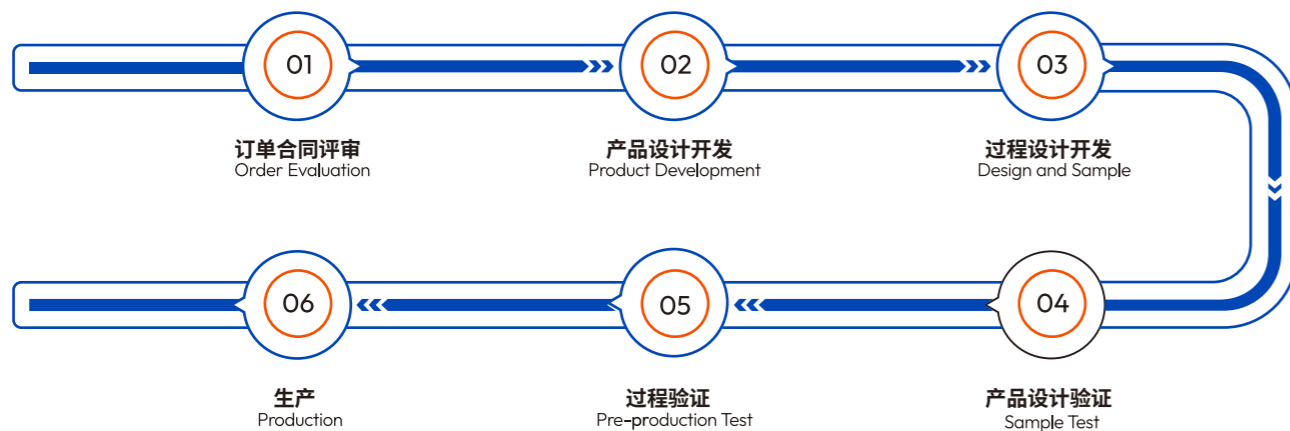 01
订单合同评审
Order Evaluation
02
产品设计开发
Product Development
03
过程设计开发
Design and Sample
04
产品设计验证
Sample Test
05
过程验证
Pre-production Test
06
生产
Production